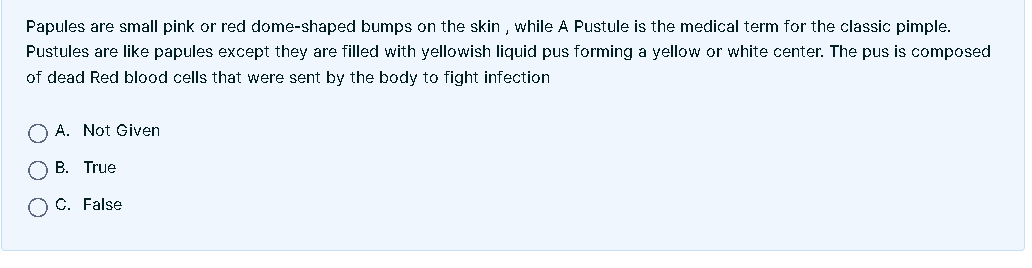 Papules are small pink or red dome-shaped bumps on the skin , while A Pustule is the medical term for the classic pimple.
Pustules are like papules except they are filled with yellowish liquid pus forming a yellow or white center. The pus is composed
of dead Red blood cells that were sent by the body to fight infection
A. Not Given
B. True
C. False